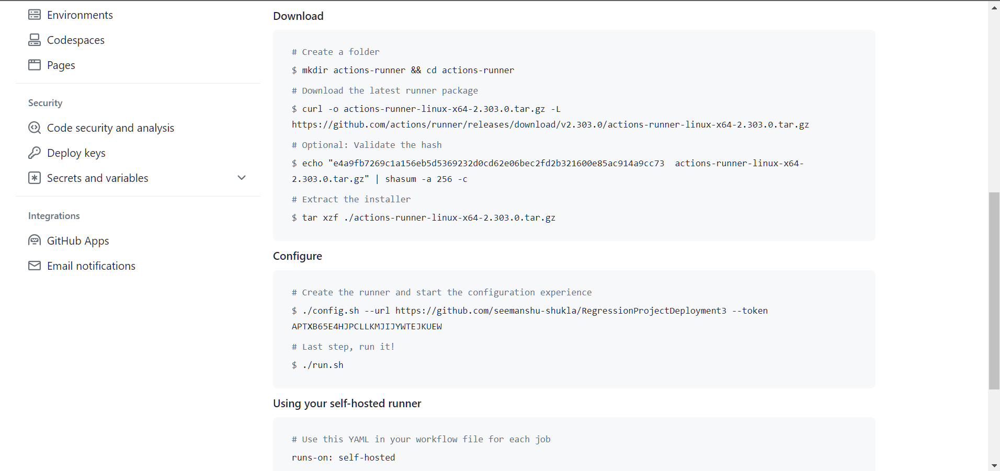 Environments
Codespaces
Pages
Security
Code security and analysis
Deploy keys
Secrets and variables
Integrations
GitHub Apps
Email notifications
Download
# Create a folder
$ mkdir actions-runner && cd actions-runner
# Download the latest runner package
$ curl -o actions-runner-linux-x64-2.303.0.tar.gz -L
https://github.com/actions/runner/releases/download/v2.303.0/actions-runner-linux-x64-2.303.0.tar.gz
# Optional: Validate the hash
$ echo "e4a9fb7269c1a156eb5d5369232d0cd62e06bec2fd2b321600e85ac914a9cc73  actions-runner-linux-x64-
2.303.0.tar.gz" | shasum -a 256 -c
# Extract the installer
$ tar xzf ./actions-runner-linux-x64-2.303.0.tar.gz
Configure
# Create the runner and start the configuration experience
$ ./config.sh --url https://github.com/seemanshu-shukla/RegressionProjectDeployment3 --token
APTXB65E4HJPCLLKMJIJYWTEJKUEW
# Last step, run it!
$ ./run.sh
Using your self-hosted runner
# Use this YAML in your workflow file for each job
runs-on: self-hosted